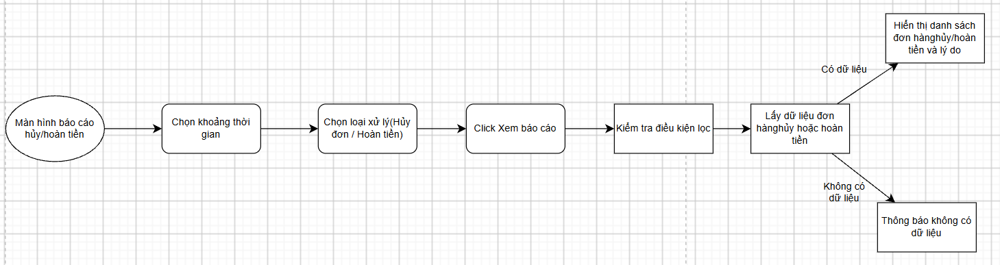 Màn hình báo cáo
hủy/hoàn tiền
Chọn khoảng thời
gian
Chọn loại xử lý(Hủy
đơn / Hoàn tiền)
Click Xem báo cáo
Kiểm tra điều kiện lọc
Lấy dữ liệu đơn
hànghủy hoặc hoàn
tiền
Có dữ liệu
Hiển thị danh sách
đơn hànghủy/hoàn
tiền và lý do
Không có
dữ liệu
Thông báo không có
dữ liệu